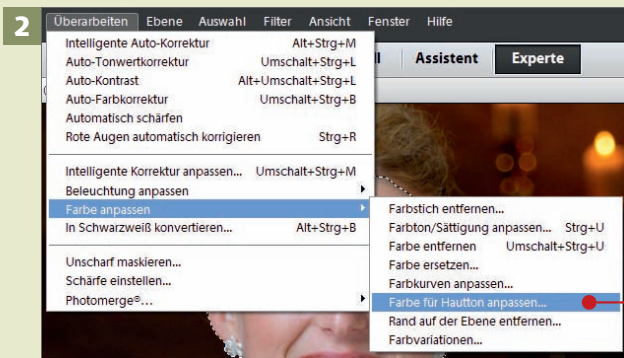 2
Überarbeiten Ebene Auswahl Filter Ansicht Fenster Hilfe
Assistent Experte
Intelligente Auto-Korrektur Alt+Strg+M
Auto-Tonwertkorrektur Umschalt+Strg+L
Auto-Kontrast Alt+Umschalt+Strg+L
Auto-Farbkorrektur Umschalt+Strg+B
Automatisch schärfen
Rote Augen automatisch korrigieren Strg+R
Intelligente Korrektur anpassen... Umschalt+Strg+M
Beleuchtung anpassen
Farbe anpassen
In Schwarzweiß konvertieren... Alt+Strg+B
Unscharf maskieren...
Schärfe einstellen...
Photomerge®...
Farbstich entfernen...
Farbton/Sättigung anpassen... Strg+U
Farbe entfernen Umschalt+Strg+U
Farbe ersetzen...
Farbkurven anpassen...
Farbe für Hautton anpassen...
Rand auf der Ebene entfernen...
Farbvariationen...